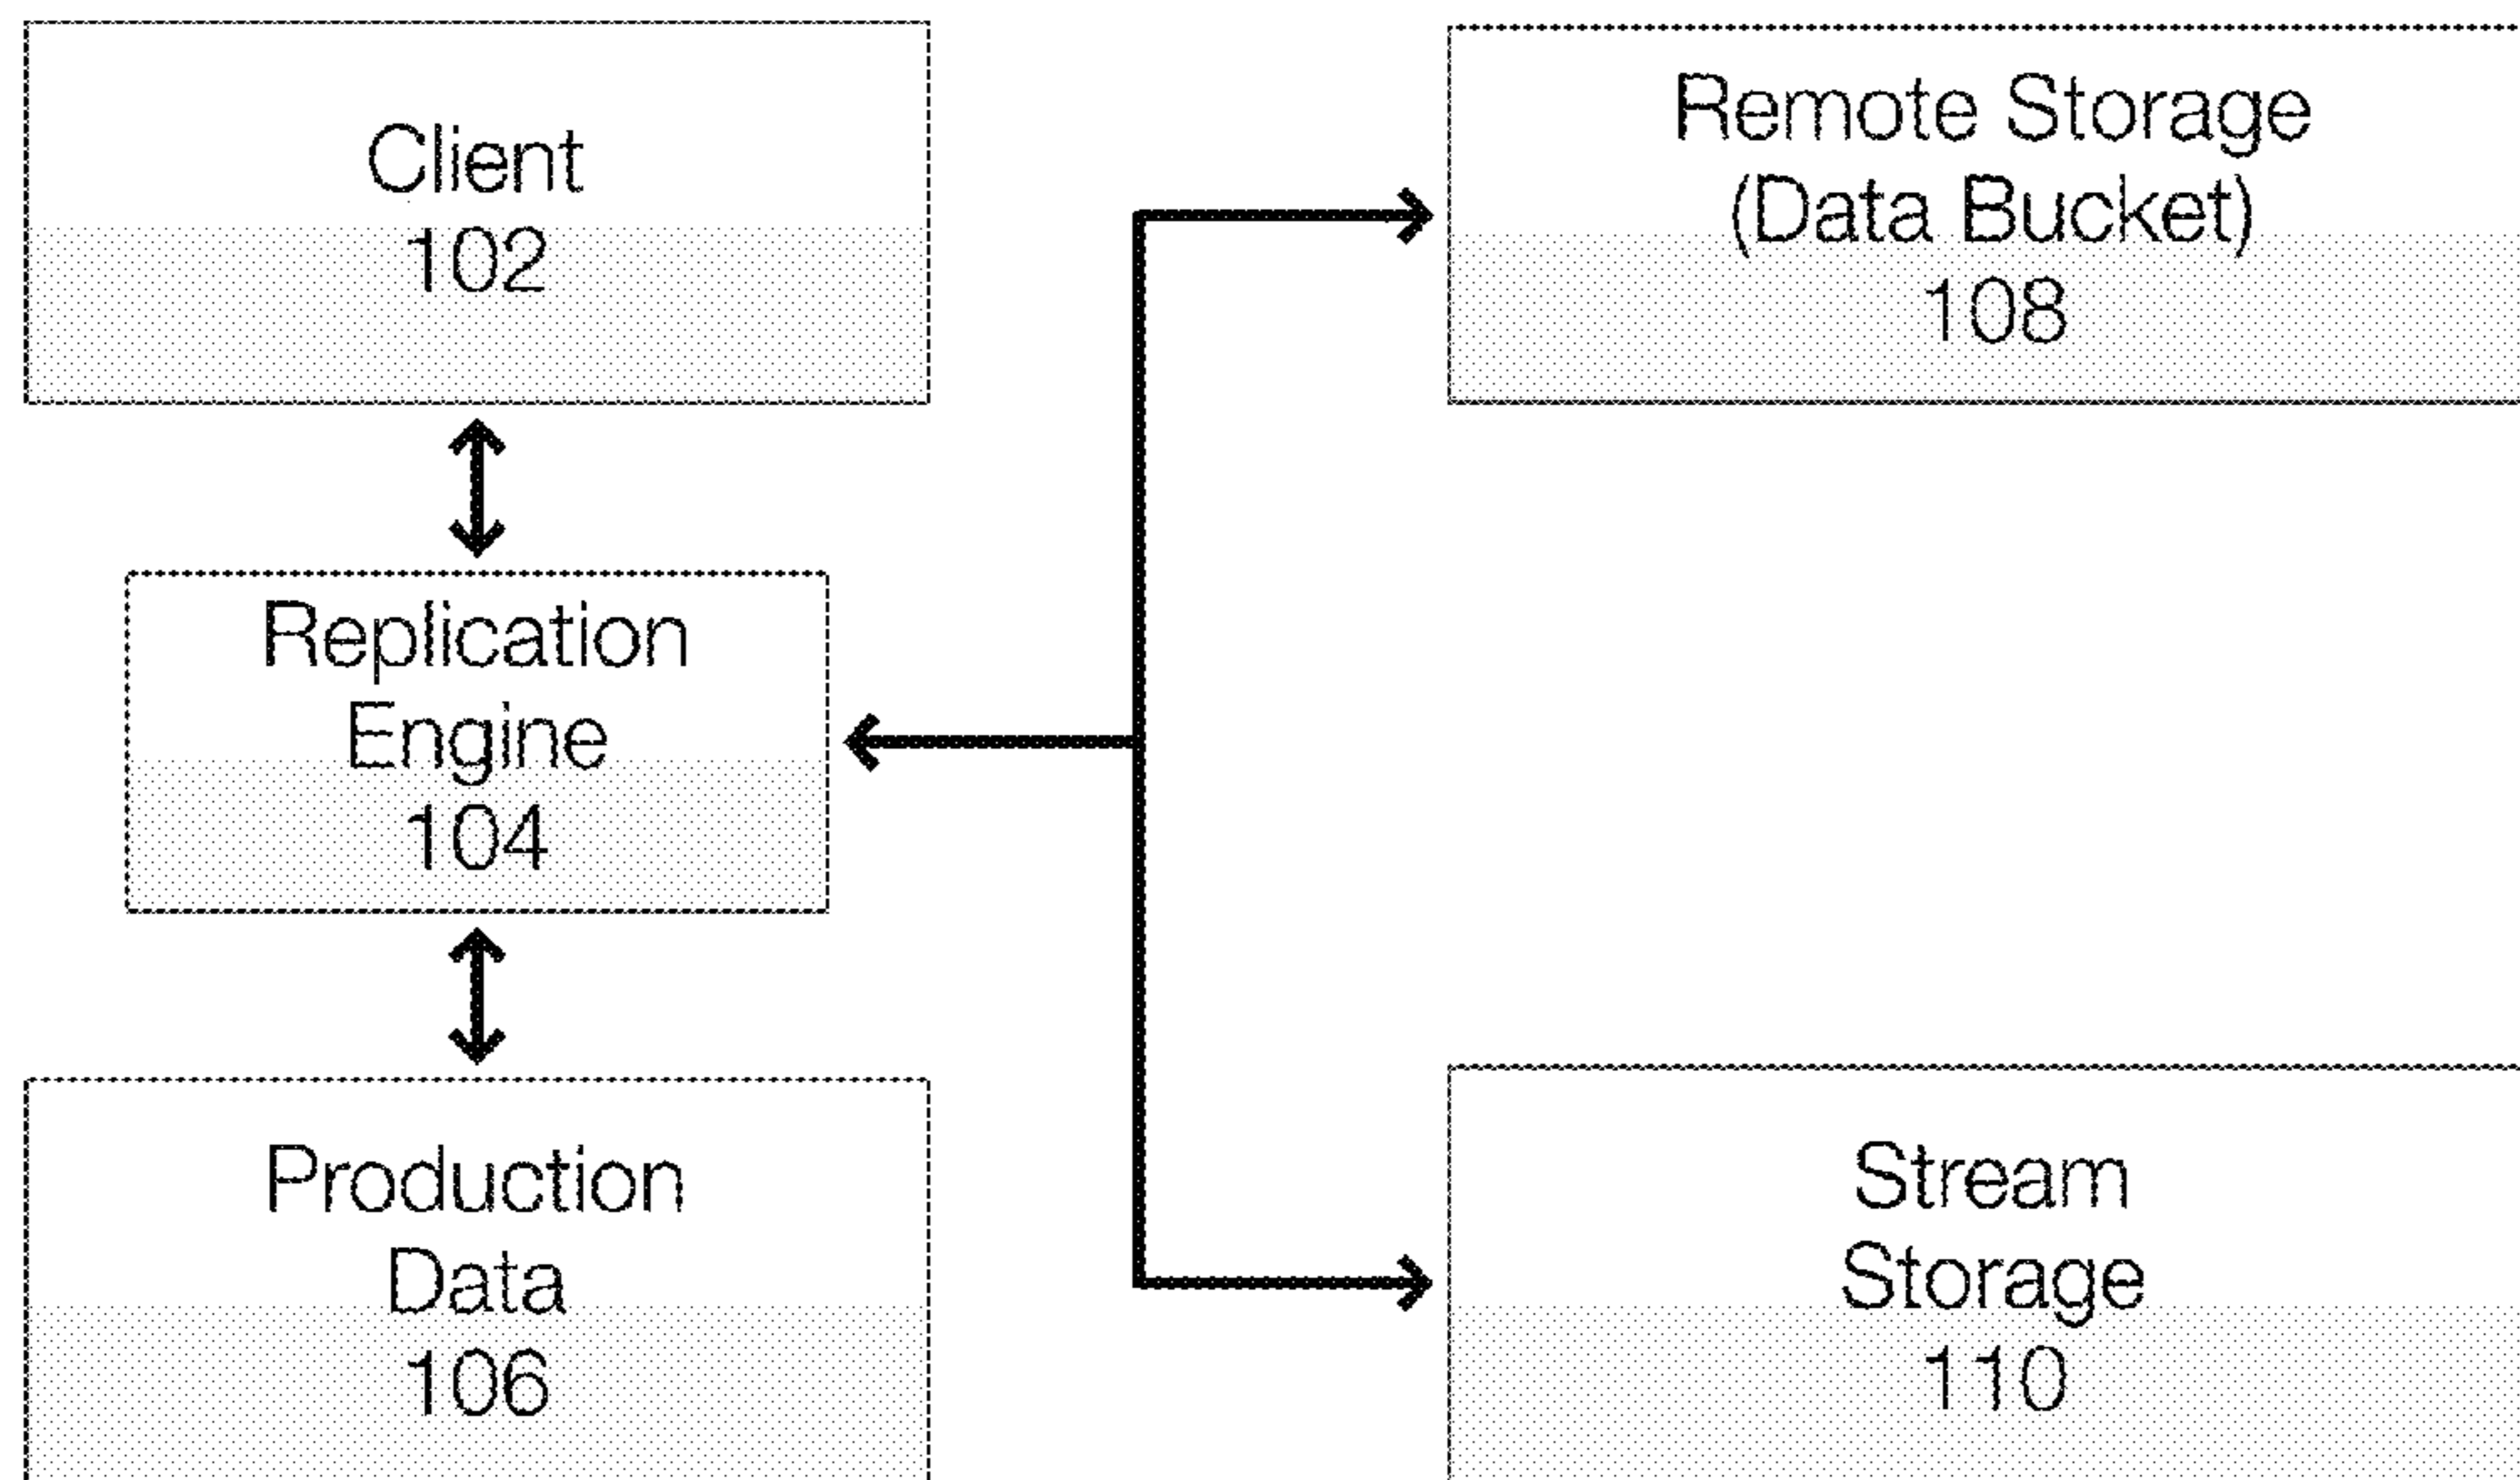 Client
102
Replication
Engine
104
Production
Data
106
Remote Storage
(Data Bucket)
108
Stream
Storage
110